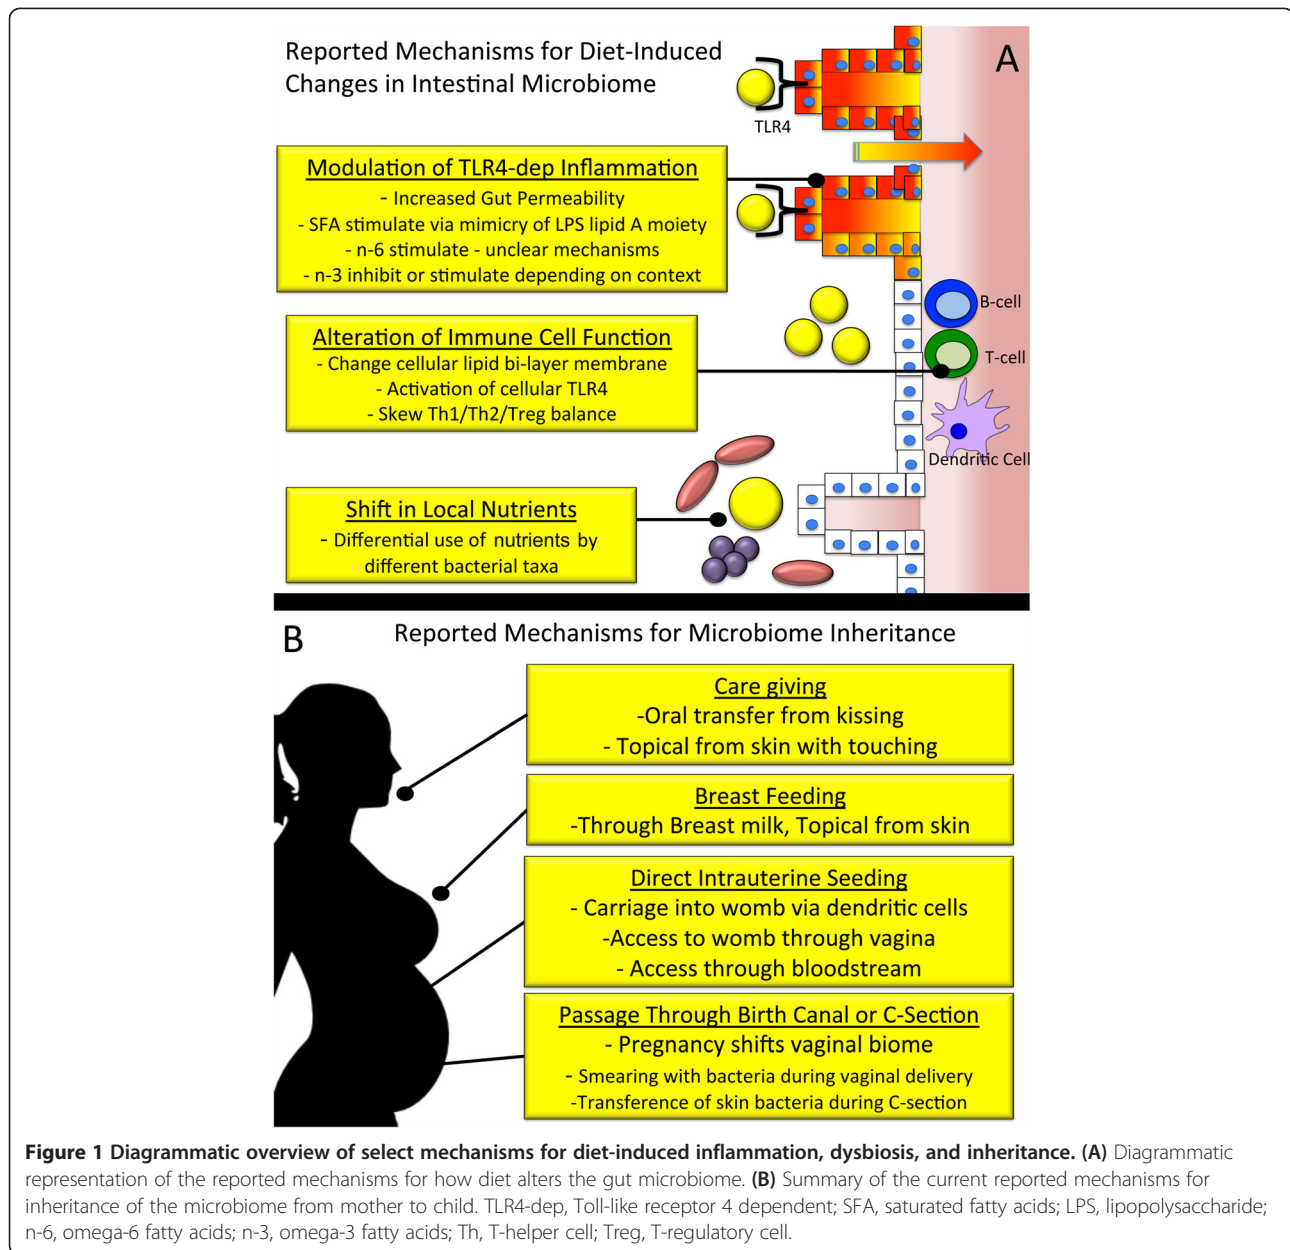 Reported Mechanisms for Diet-Induced
Changes in Intestinal Microbiome
A
TLR4
Modulation of TLR4-dep Inflammation
- Increased Gut Permeability
- SFA stimulate via mimicry of LPS lipid A moiety
- n-6 stimulate - unclear mechanisms
- n-3 inhibit or stimulate depending on context
B-cell
T-cell
Dendritic Cell
Alteration of Immune Cell Function
- Change cellular lipid bi-layer membrane
- Activation of cellular TLR4
- Skew Th1/Th2/Treg balance
Shift in Local Nutrients
- Differential use of nutrients by
different bacterial taxa
B
Reported Mechanisms for Microbiome Inheritance
Care giving
-Oral transfer from kissing
- Topical from skin with touching
Breast Feeding
-Through Breast milk, Topical from skin
Direct Intrauterine Seeding
- Carriage into womb via dendritic cells
-Access to womb through vagina
- Access through bloodstream
Passage Through Birth Canal or C-Section
- Pregnancy shifts vaginal biome
- Smearing with bacteria during vaginal delivery
-Transference of skin bacteria during C-section
Figure 1 Diagrammatic overview of select mechanisms for diet-induced inflammation, dysbiosis, and inheritance. (A) Diagrammatic
representation of the reported mechanisms for how diet alters the gut microbiome. (B) Summary of the current reported mechanisms for
inheritance of the microbiome from mother to child. TLR4-dep, Toll-like receptor 4 dependent; SFA, saturated fatty acids; LPS, lipopolysaccharide;
n-6, omega-6 fatty acids; n-3, omega-3 fatty acids; Th, T-helper cell; Treg, T-regulatory cell.